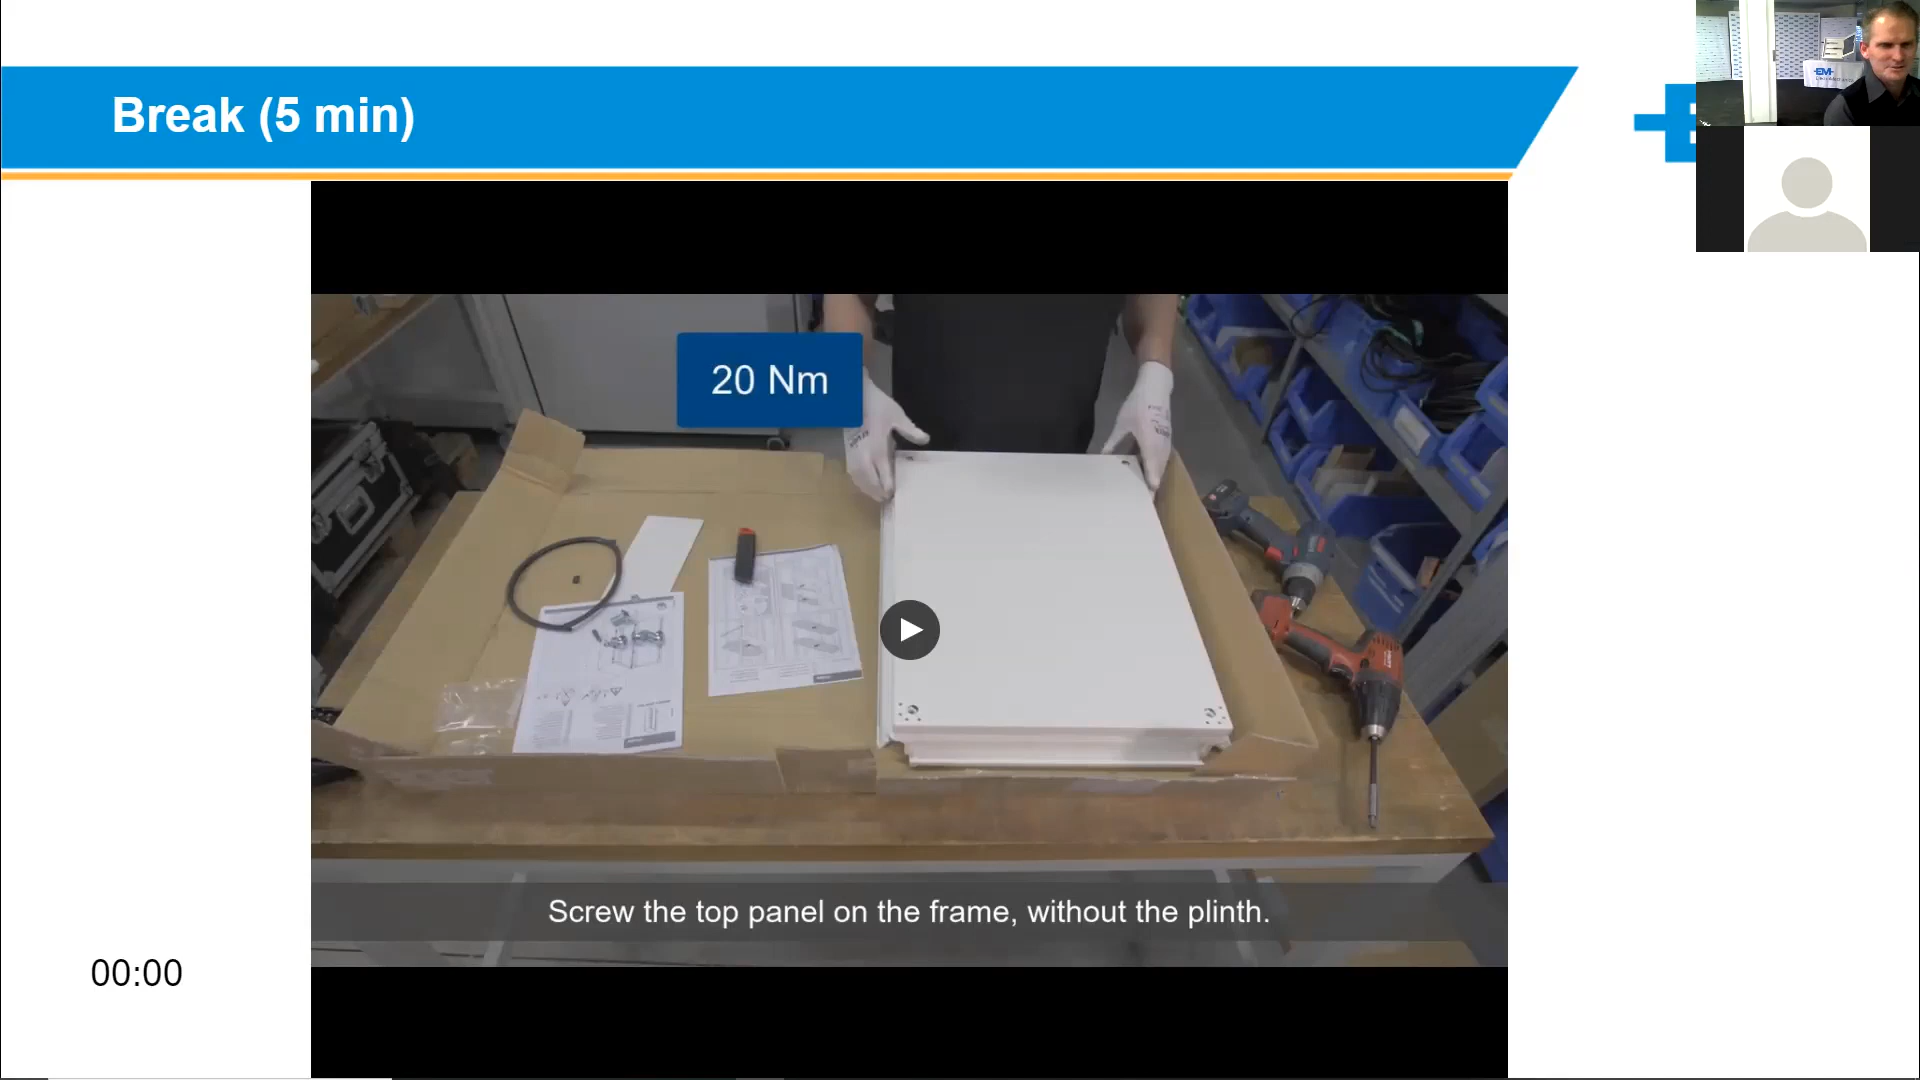 Break (5 min)
20 Nm
Screw the top panel on the frame, without the plinth.
00:00